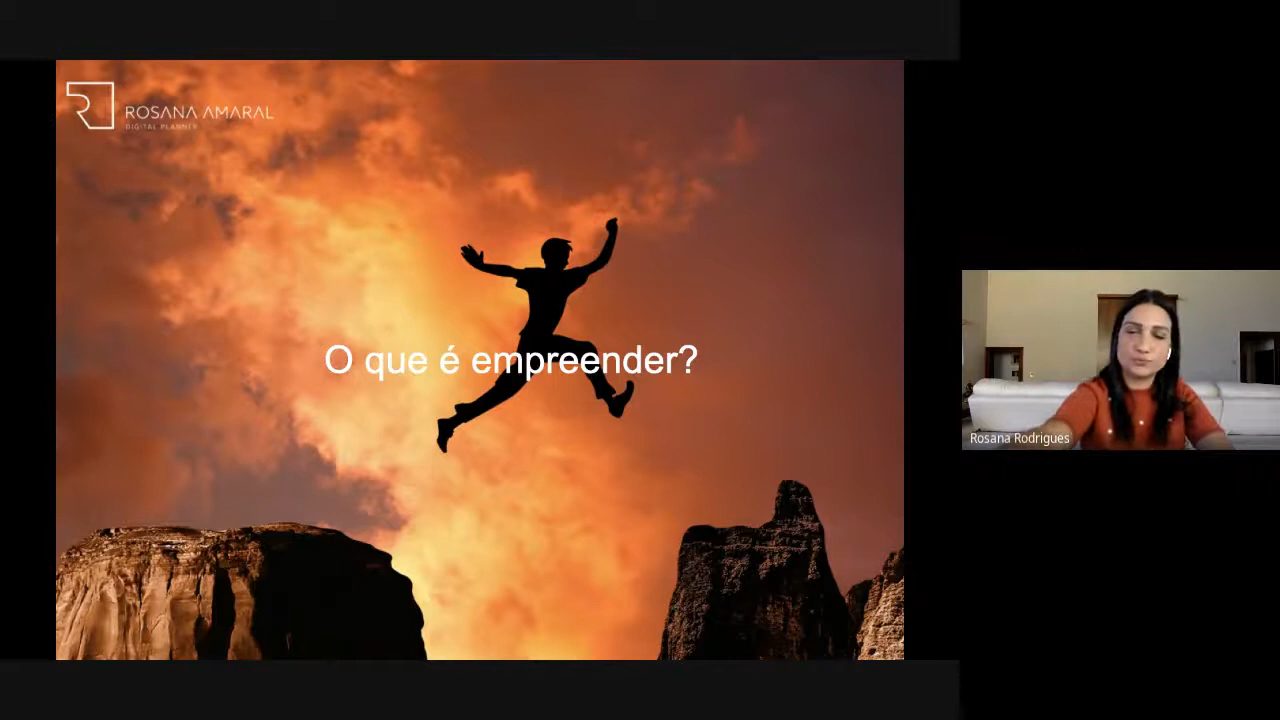 ROSANA AMARAL
DIGITAL PLANNER
O que é empreender?
Rosana Rodrigues